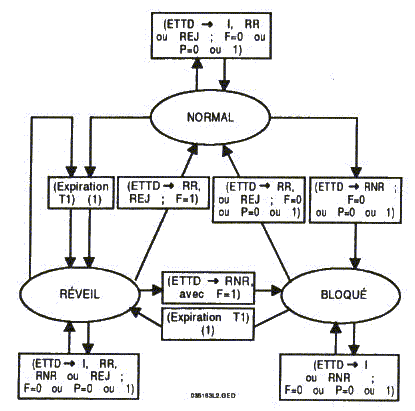 (ETTD → I, RR
ou REJ ; F=0 ou
P=0 ou 1)
NORMAL
(Expiration
T1) (1)
(ETTD → RR,
REJ ; F=1)
(ETTD → RR,
ou REJ ; F=0
ou P=0 ou 1)
(ETTD → RNR ;
F=0
ou P=0 ou 1)
RÉVEIL
(ETTD → RNR,
avec F=1)
BLOQUÉ
(Expiration T1)
(1)
(ETTD → I, RR,
RNR ou REJ ;
F=0 ou P=0 ou 1)
(ETTD → I
ou RNR ;
F=0 ou P=0 ou 1)